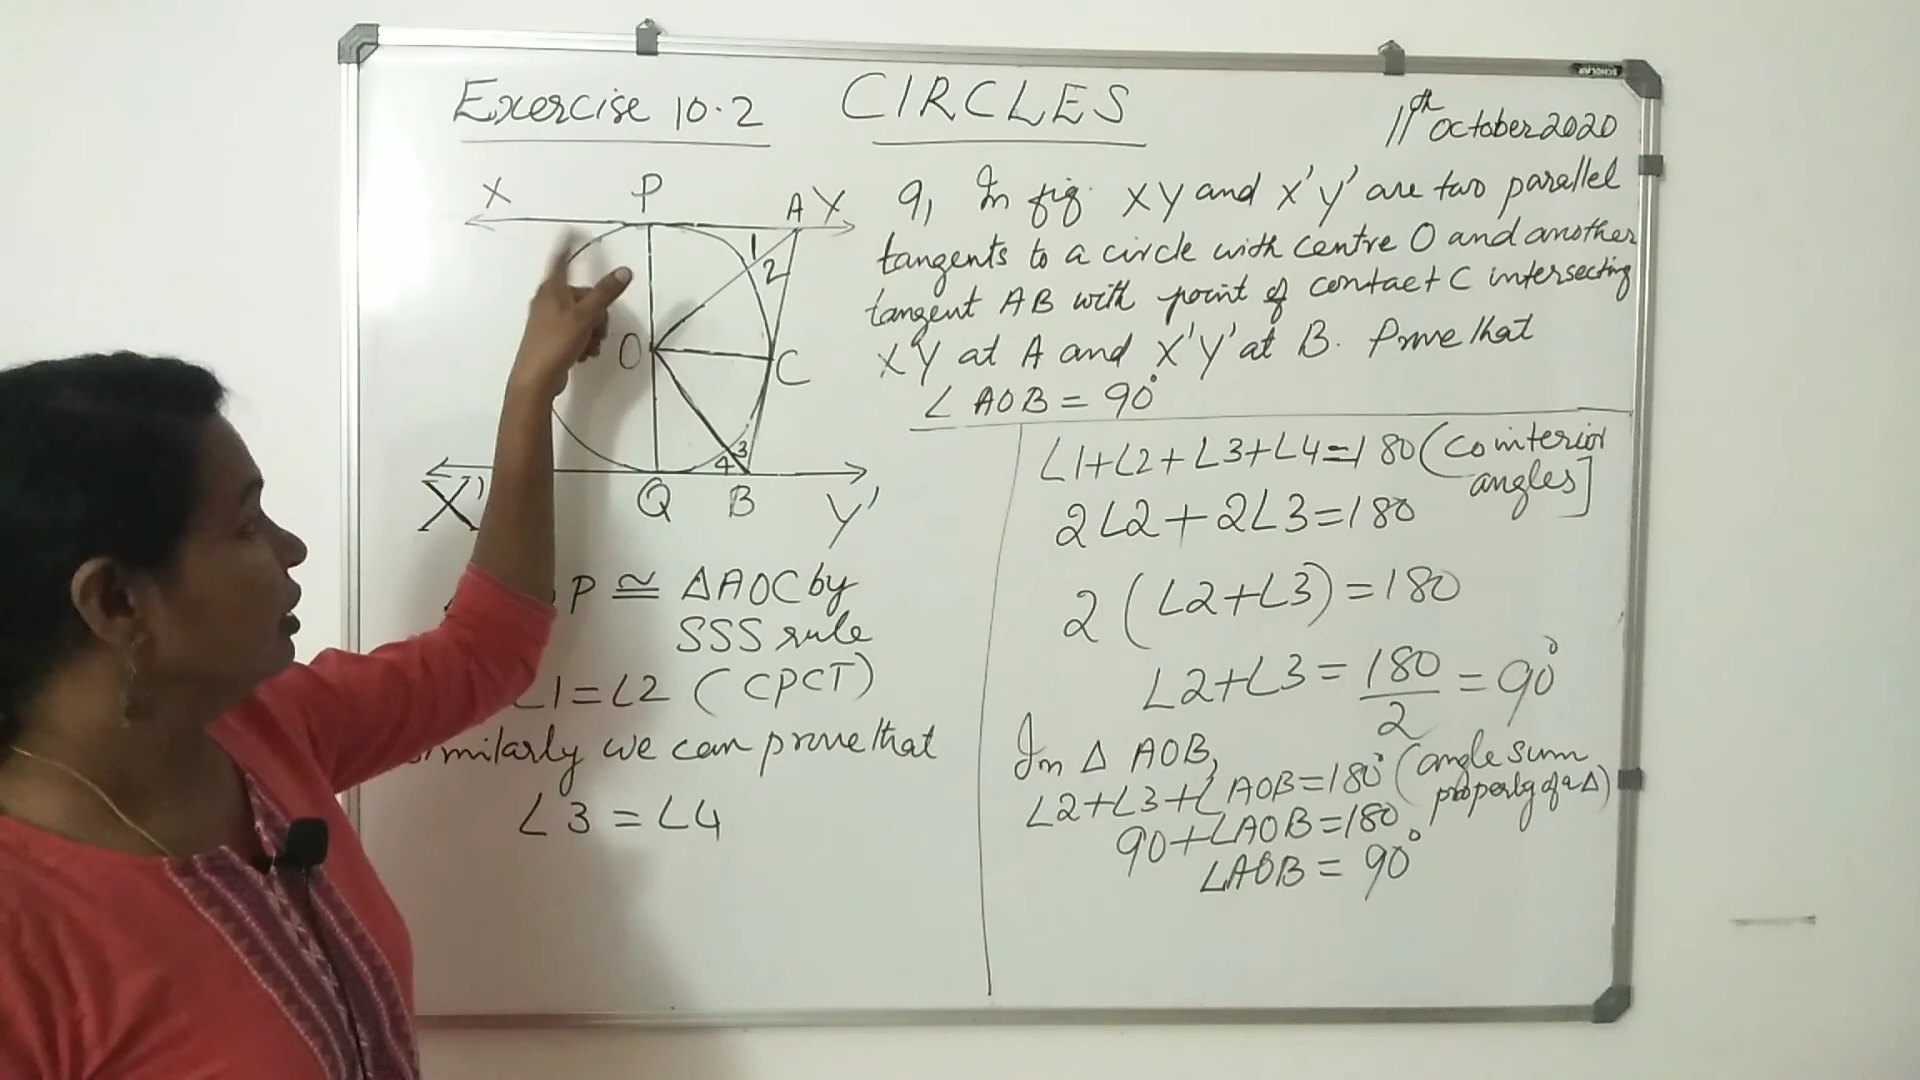 Exercise 10.2
CIRCLES
11th October 2020
X P A Y
1
2
O
C
3
4
X' Q B Y'
9, In fig. XY and X'Y' are two parallel
tangents to a circle with centre O and another
tangent AB with point of contact C intersecting
X'Y at A and X'Y' at B. Prove that
∠AOB = 90°
P ≅ ΔAOC by
SSS rule
∠1=∠2 (CPCT)
milarly we can prove that
∠3 = ∠4
∠1+∠2+∠3+∠4=180 (Co interior
angles]
2∠2+2∠3=180
2(∠2+∠3)=180
∠2+∠3=180/2=90°
In Δ AOB,
∠2+∠3+∠AOB=180° (angle sum
property of a Δ)
90+∠AOB=180
∠AOB = 90°
SCHOLAR